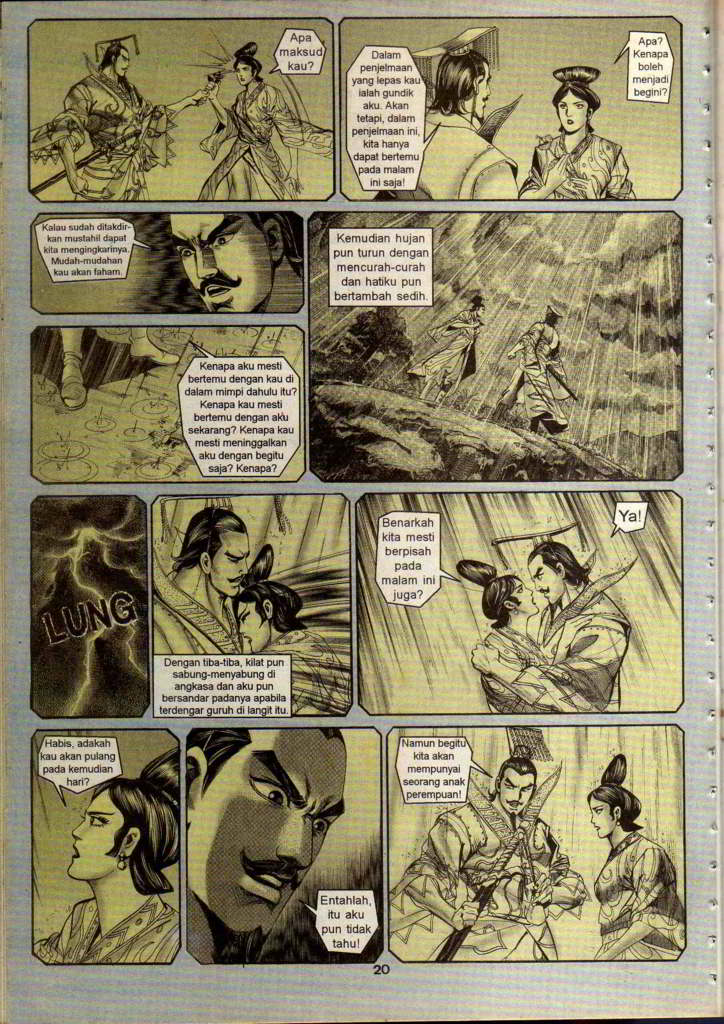 Apa
maksud
kau?
Dalam
penjelmaan
yang lepas kau
ialah gundik
aku. Akan
tetapi, dalam
penjelmaan ini,
kita hanya
dapat bertemu
pada malam
ini saja!
Apa?
Kenapa
boleh
menjadi
begini?
Kalau sudah ditakdir-
kan mustahil dapat
kita mengingkarinya.
Mudah-mudahan
kau akan faham.
Kemudian hujan
pun turun dengan
mencurah-curah
dan hatiku pun
bertambah sedih.
Kenapa aku mesti
bertemu dengan kau di
dalam mimpi dahulu itu?
Kenapa kau mesti
bertemu dengan aku
sekarang? Kenapa kau
mesti meninggalkan
aku dengan begitu
saja? Kenapa?
LUNG
Dengan tiba-tiba, kilat pun
sabung-menyabung di
angkasa dan aku pun
bersandar padanya apabila
terdengar guruh di langit itu.
Benarkah
kita mesti
berpisah
pada
malam ini
juga?
Ya!
Habis, adakah
kau akan pulang
pada kemudian
hari?
Entahlah,
itu aku
pun tidak
tahu!
Namun begitu
kita akan
mempunyai
seorang anak
perempuan!
20